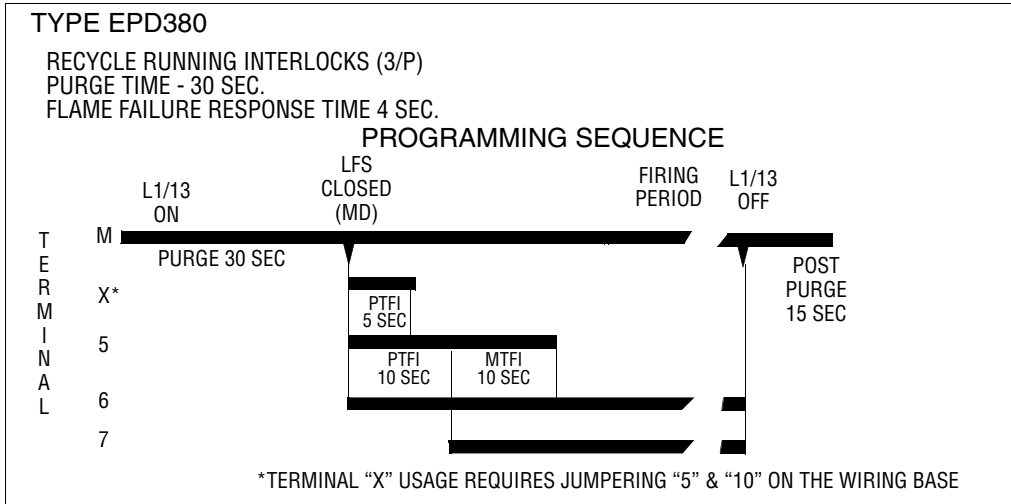 TYPE EPD380
RECYCLE RUNNING INTERLOCKS (3/P)
PURGE TIME - 30 SEC.
FLAME FAILURE RESPONSE TIME 4 SEC.
PROGRAMMING SEQUENCE
L1/13
ON
LFS
CLOSED
(MD)
FIRING
PERIOD
L1/13
OFF
TERMINAL
M
PURGE 30 SEC
POST
PURGE
15 SEC
X*
PTFI
5 SEC
5
PTFI
10 SEC
MTFI
10 SEC
6
7
*TERMINAL “X” USAGE REQUIRES JUMPERING “5” & “10” ON THE WIRING BASE